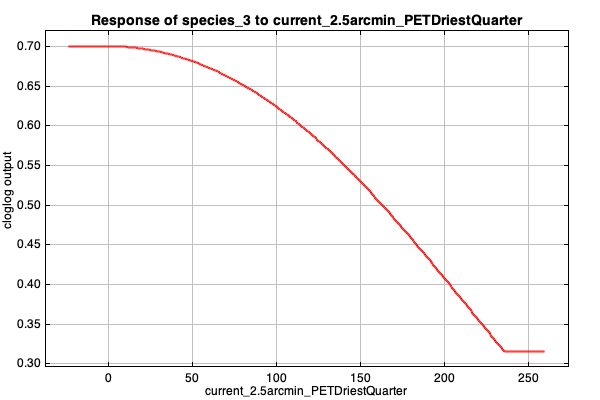 Response of species_3 to current_2.5arcmin_PETDriestQuarter
0.70
0.65
0.60
0.55
0.50
0.45
0.40
0.35
0.30
cloglog output
0 50 100 150 200 250
current_2.5arcmin_PETDriestQuarter